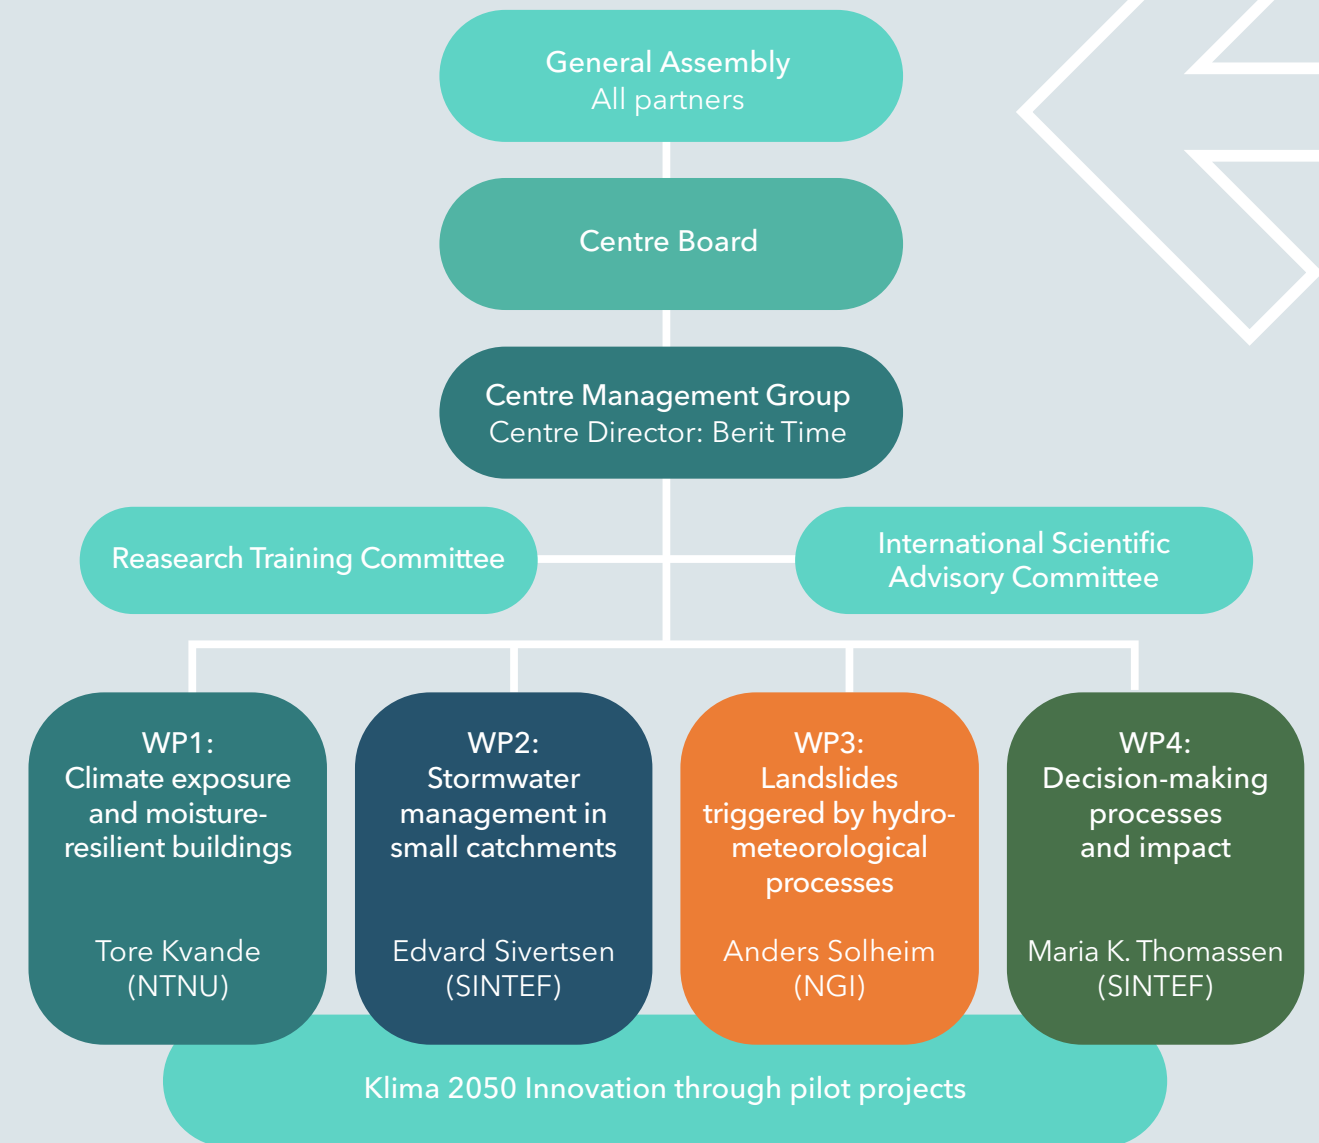 General Assembly
All partners
Centre Board
Centre Management Group
Centre Director: Berit Time
Reasearch Training Committee
International Scientific
Advisory Committee
WP1:
Climate exposure
and moisture-
resilient buildings
Tore Kvande
(NTNU)
WP2:
Stormwater
management in
small catchments
Edvard Sivertsen
(SINTEF)
WP3:
Landslides
triggered by hydro-
meteorological
processes
Anders Solheim
(NGI)
WP4:
Decision-making
processes
and impact
Maria K. Thomassen
(SINTEF)
Klima 2050 Innovation through pilot projects